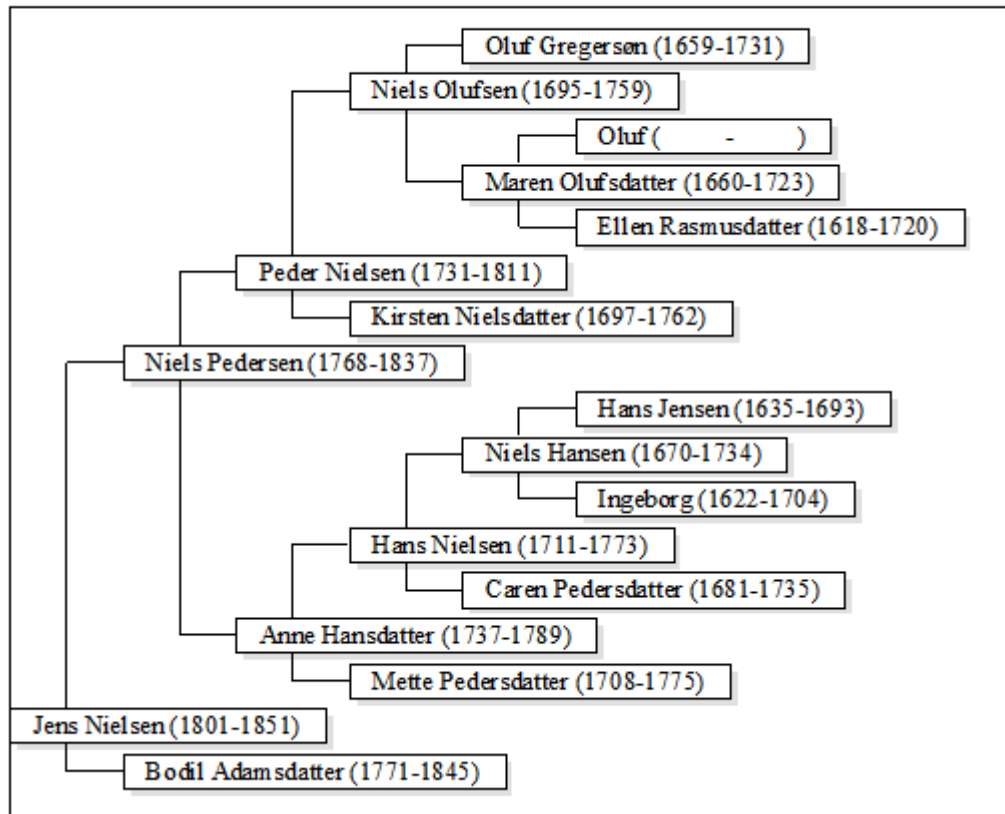 Oluf Gregersøn (1659-1731)
Niels Olufsen (1695-1759)
Oluf (          -          )
Maren Olufsdatter (1660-1723)
Ellen Rasmusdatter (1618-1720)
Peder Nielsen (1731-1811)
Kirsten Nielsdatter (1697-1762)
Niels Pedersen (1768-1837)
Hans Jensen (1635-1693)
Niels Hansen (1670-1734)
Ingeborg (1622-1704)
Hans Nielsen (1711-1773)
Caren Pedersdatter (1681-1735)
Anne Hansdatter (1737-1789)
Mette Pedersdatter (1708-1775)
Jens Nielsen (1801-1851)
Bodil Adamsdatter (1771-1845)